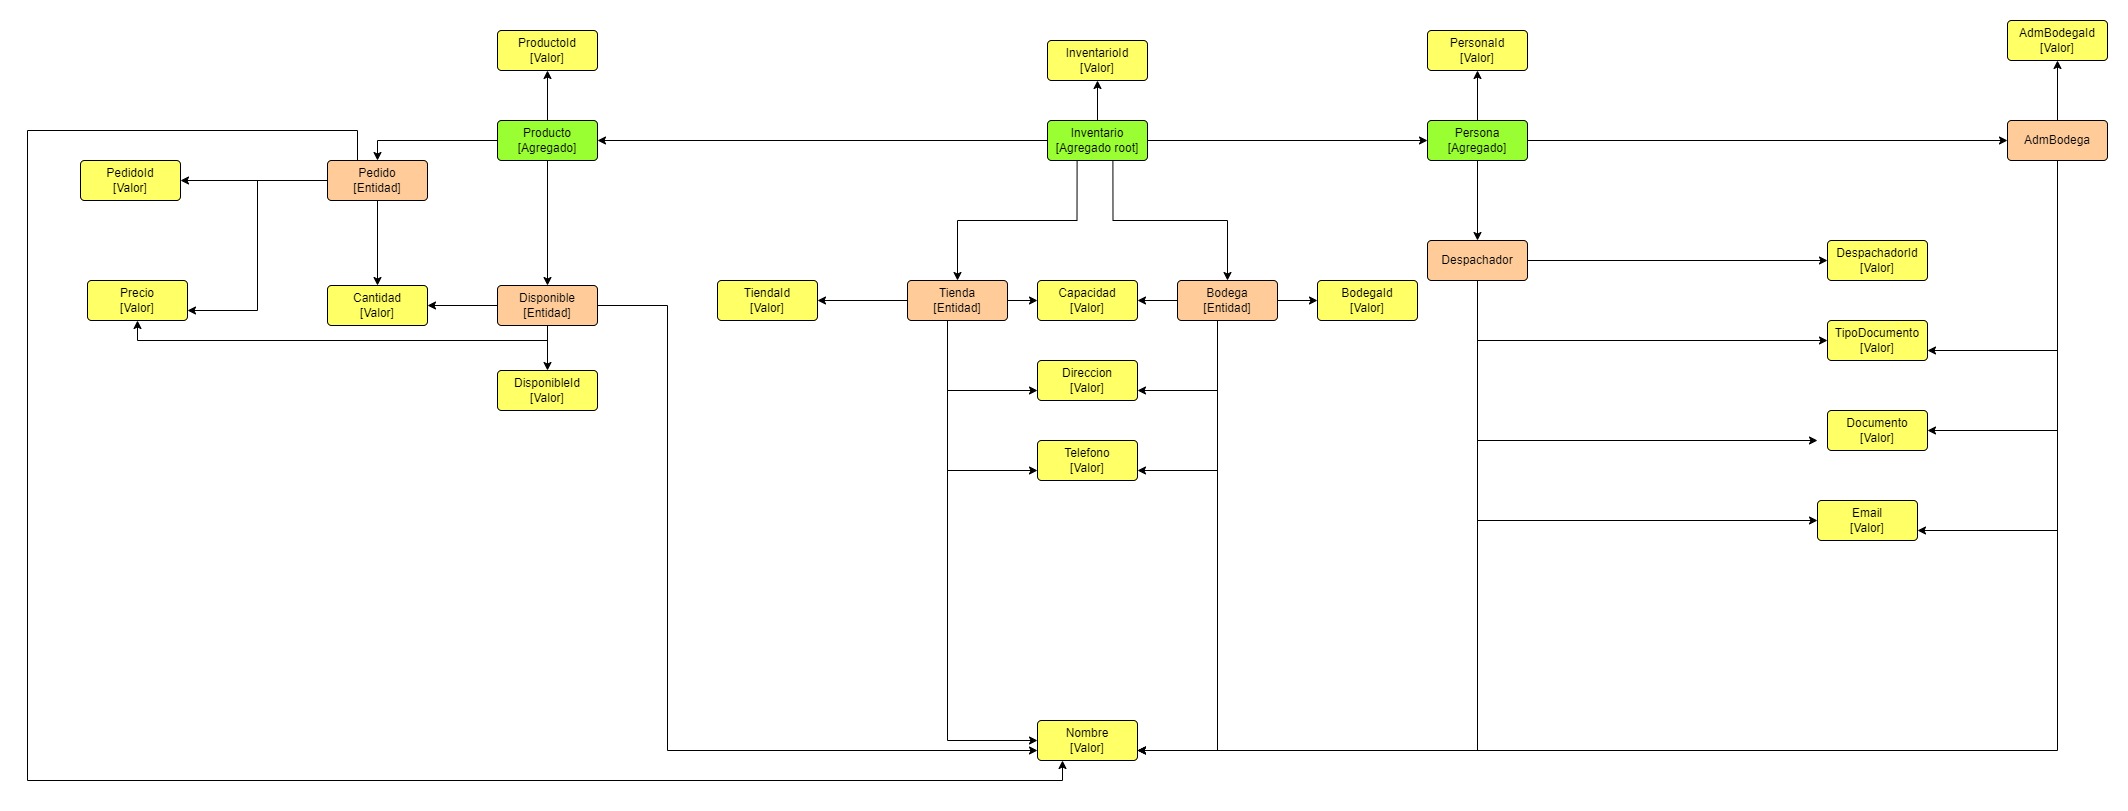 ProductoId
[Valor]
InventarioId
[Valor]
PersonaId
[Valor]
AdmBodegaId
[Valor]
Producto
[Agregado]
Inventario
[Agregado root]
Persona
[Agregado]
AdmBodega
PedidoId
[Valor]
Pedido
[Entidad]
Despachador
DespachadorId
[Valor]
Precio
[Valor]
Cantidad
[Valor]
Disponible
[Entidad]
TiendaId
[Valor]
Tienda
[Entidad]
Capacidad
[Valor]
Bodega
[Entidad]
BodegaId
[Valor]
TipoDocumento
[Valor]
DisponibleId
[Valor]
Direccion
[Valor]
Documento
[Valor]
Telefono
[Valor]
Email
[Valor]
Nombre
[Valor]